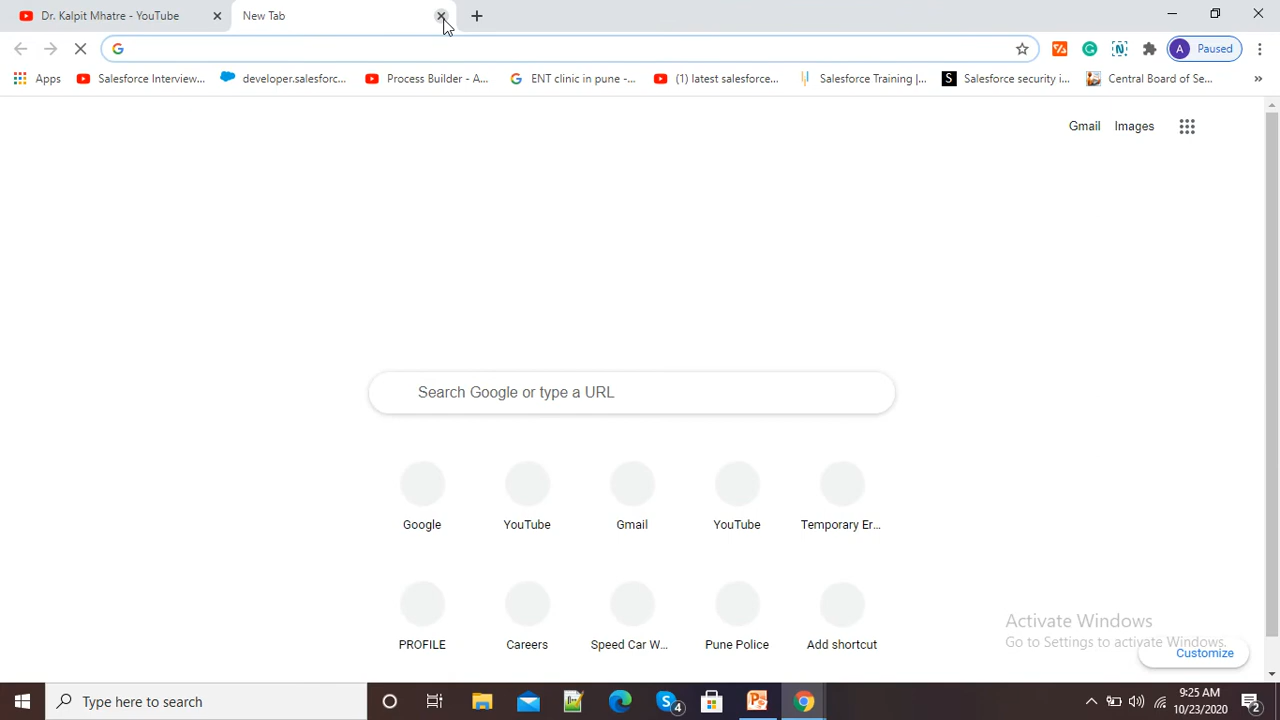 Dr. Kalpit Mhatre - YouTube
New Tab
A Paused
Apps
Salesforce Interview...
developer.salesforc...
Process Builder - A...
ENT clinic in pune -...
(1) latest salesforce...
Salesforce Training |...
S Salesforce security i...
Central Board of Se...
»
Gmail Images
Search Google or type a URL
Google YouTube Gmail YouTube Temporary Er...
PROFILE Careers Speed Car W... Pune Police Add shortcut
Activate Windows
Go to Settings to activate Windows.
Customize
Type here to search
4
9:25 AM
10/23/2020
2